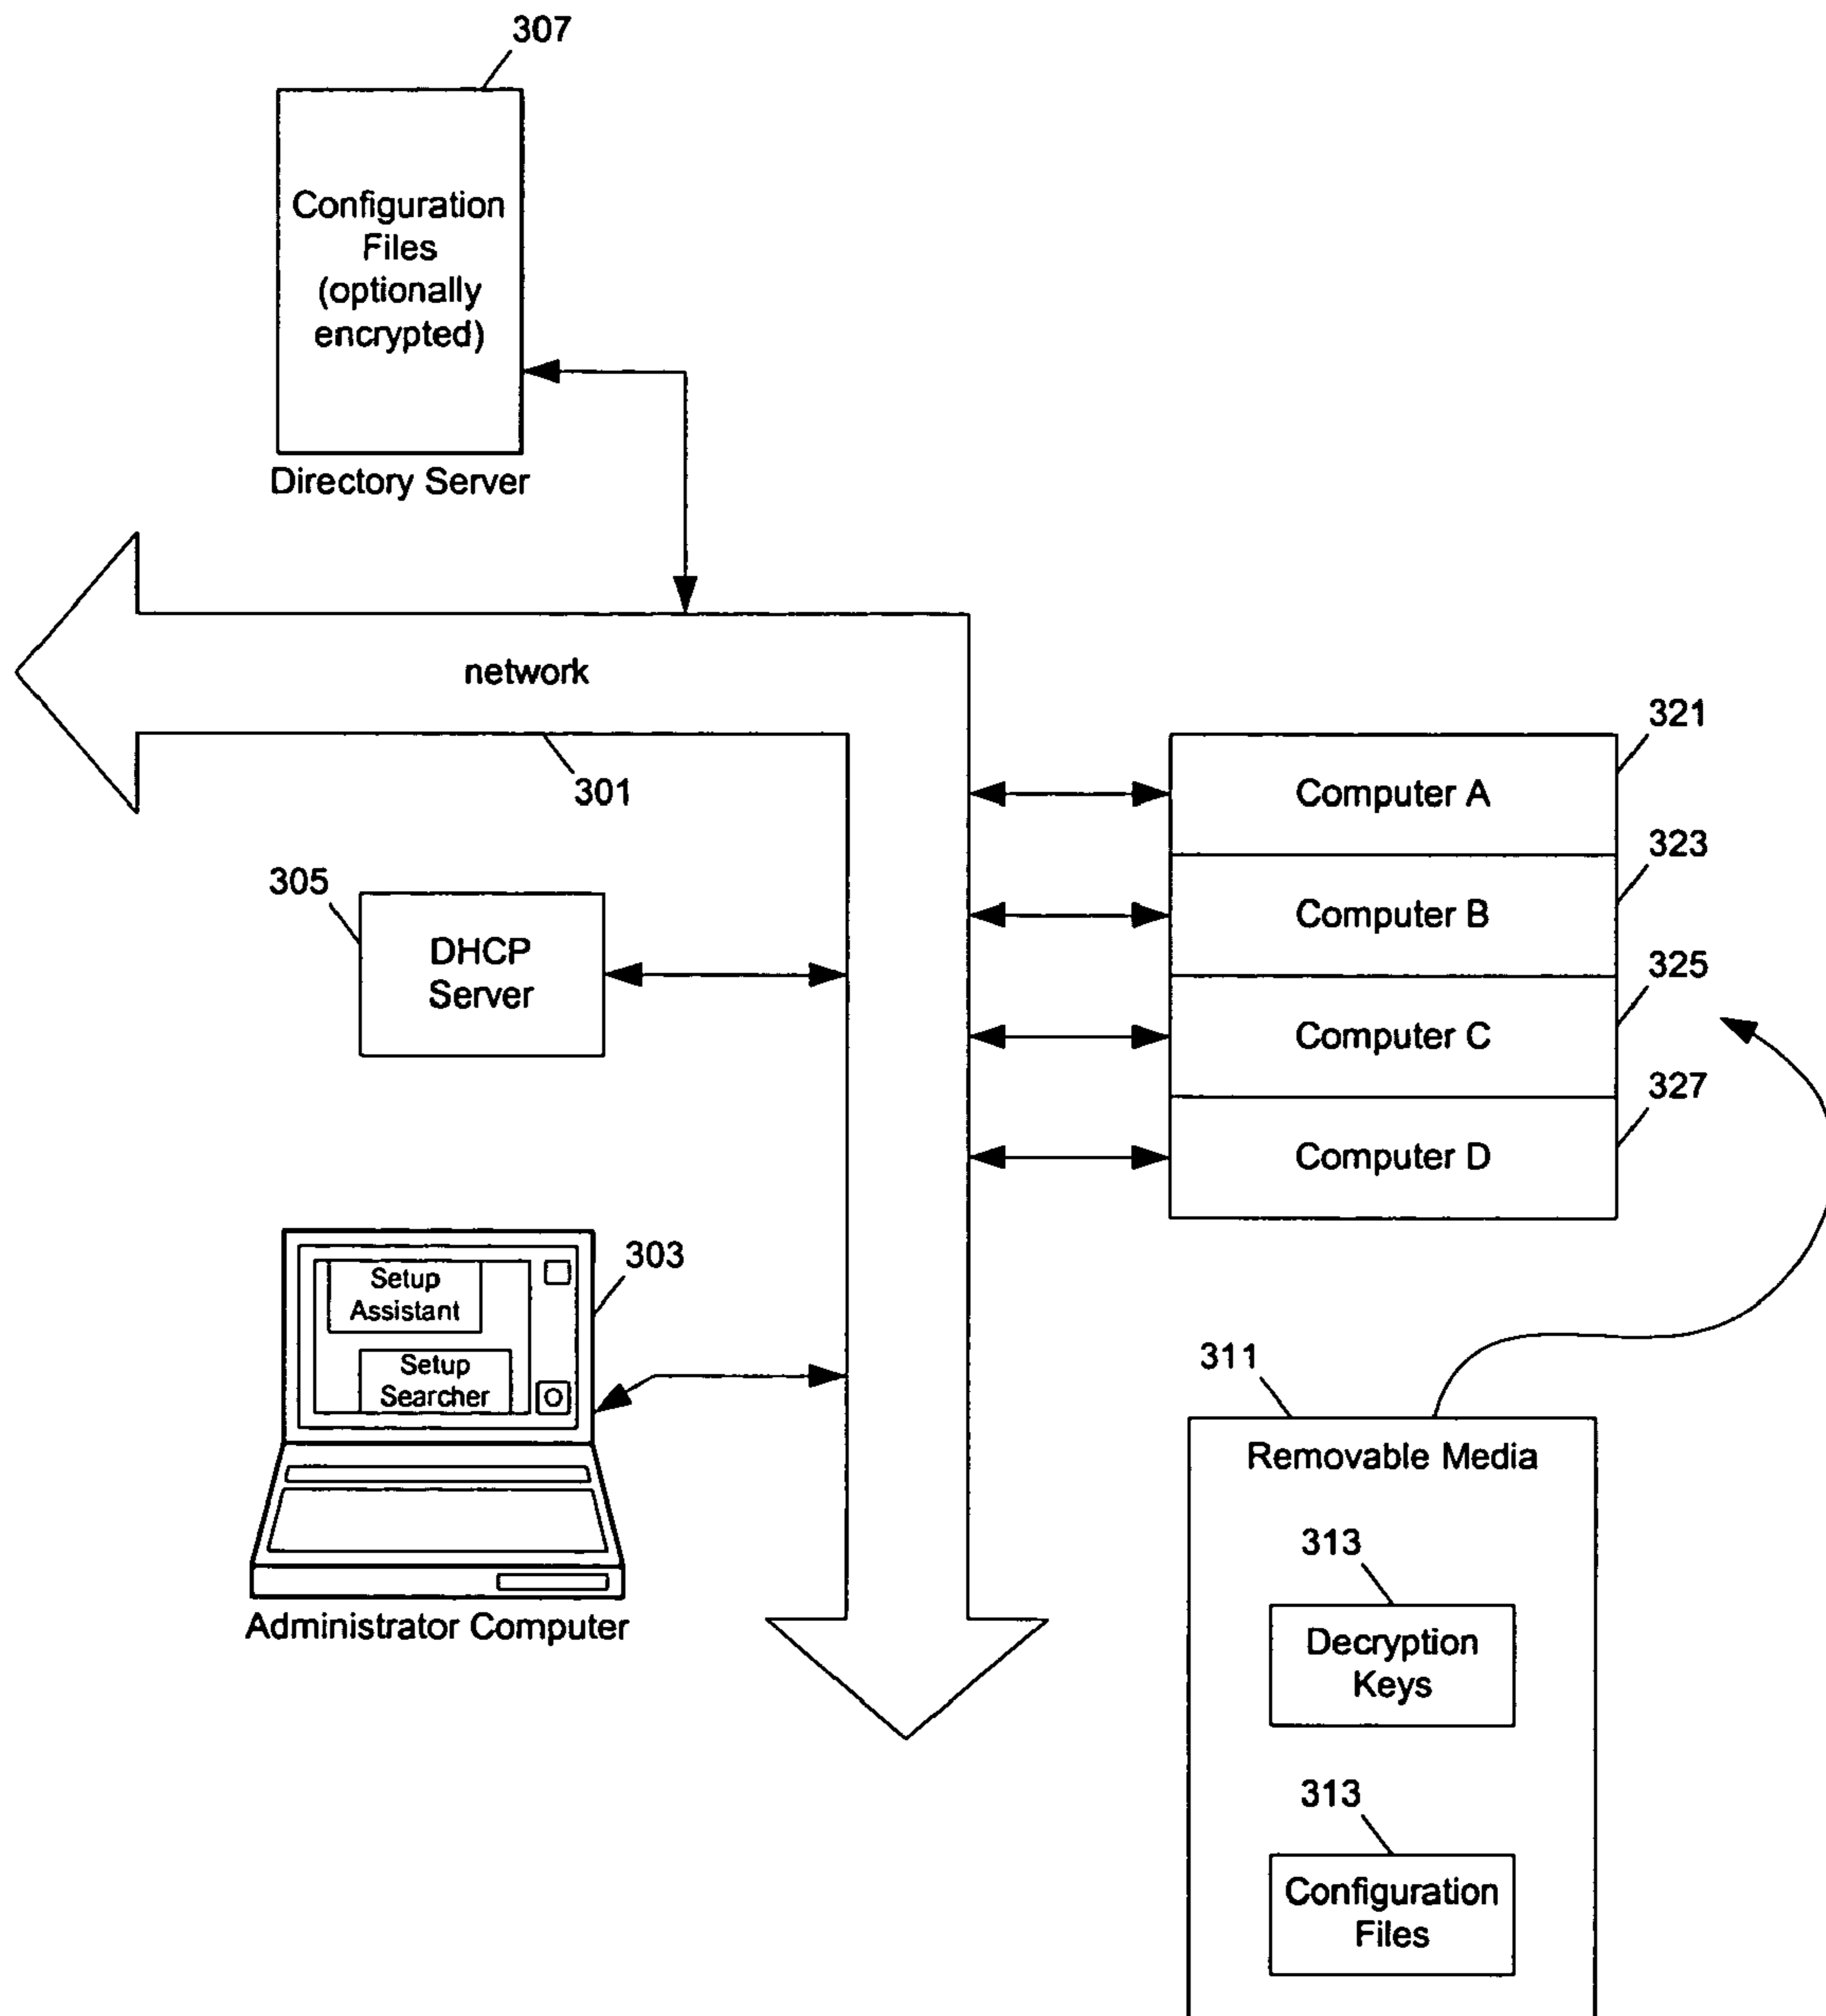 307
Configuration
Files
(optionally
encrypted)
Directory Server
network
301
321
Computer A
323
Computer B
325
Computer C
327
Computer D
305
DHCP
Server
303
Setup
Assistant
Setup
Searcher
Administrator Computer
311
Removable Media
313
Decryption
Keys
313
Configuration
Files